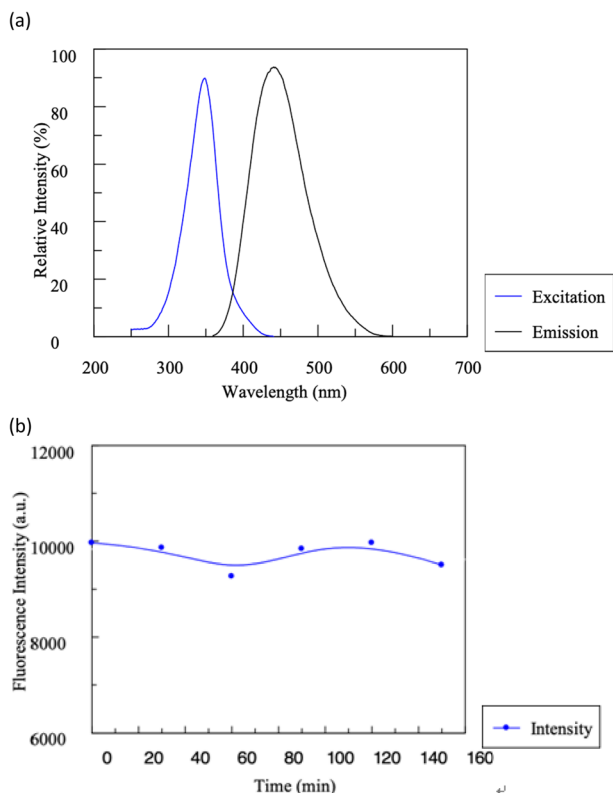 (a)
100
80
60
40
20
0
Relative Intensity (%)
200 300 400 500 600 700
Wavelength (nm)
Excitation
Emission
(b)
12000
10000
8000
6000
Fluorescence Intensity (a.u.)
0 20 40 60 80 100 120 140 160
Time (min)
Intensity